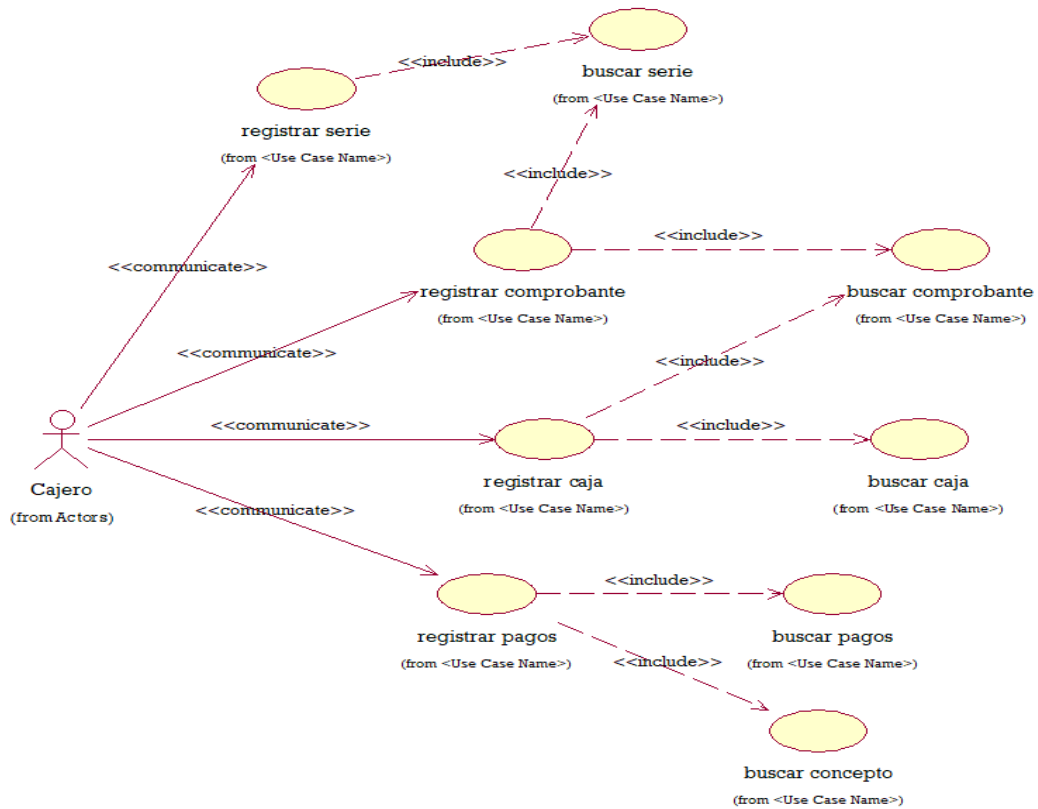 <<include>>
buscar serie
(from <Use Case Name>)
registrar serie
(from <Use Case Name>)
<<include>>
<<include>>
<<communicate>>
registrar comprobante
(from <Use Case Name>)
buscar comprobante
(from <Use Case Name>)
<<communicate>>
<<include>>
<<communicate>>
<<include>>
Cajero
(from Actors)
registrar caja
(from <Use Case Name>)
buscar caja
(from <Use Case Name>)
<<communicate>>
<<include>>
registrar pagos
(from <Use Case Name>)
buscar pagos
(from <Use Case Name>)
<<include>>
buscar concepto
(from <Use Case Name>)